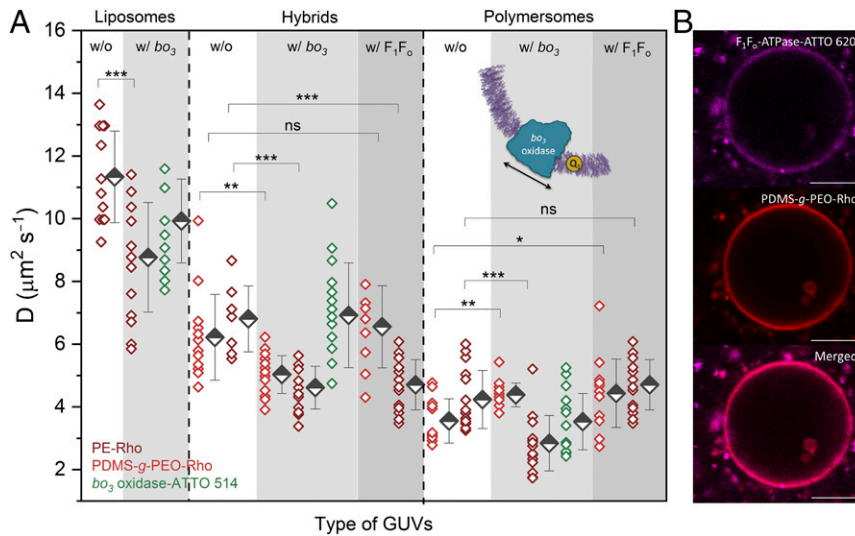 A
Liposomes Hybrids Polymersomes
w/o w/ bo₃ w/o w/ bo₃ w/ F₁Fₒ w/o w/ bo₃ w/ F₁Fₒ
***
***
ns
***
**
ns
*
***
**
bo₃
oxidase
Q
D (μm² s⁻¹)
16
14
12
10
8
6
4
2
PE-Rho
PDMS-g-PEO-Rho
bo₃ oxidase-ATTO 514
Type of GUVs
B
F₁Fₒ-ATPase-ATTO 620
PDMS-g-PEO-Rho
Merged